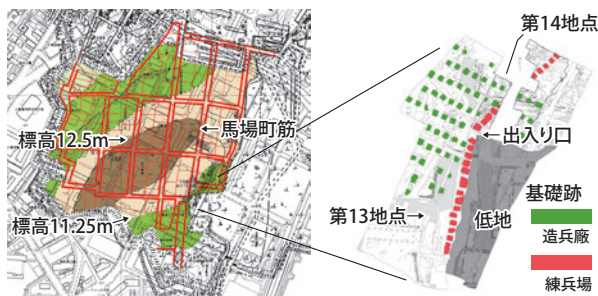 標高12.5m→
←馬場町筋
標高11.25m→
第14地点
←出入り口
第13地点→
低地
基礎跡
造兵廠
練兵場